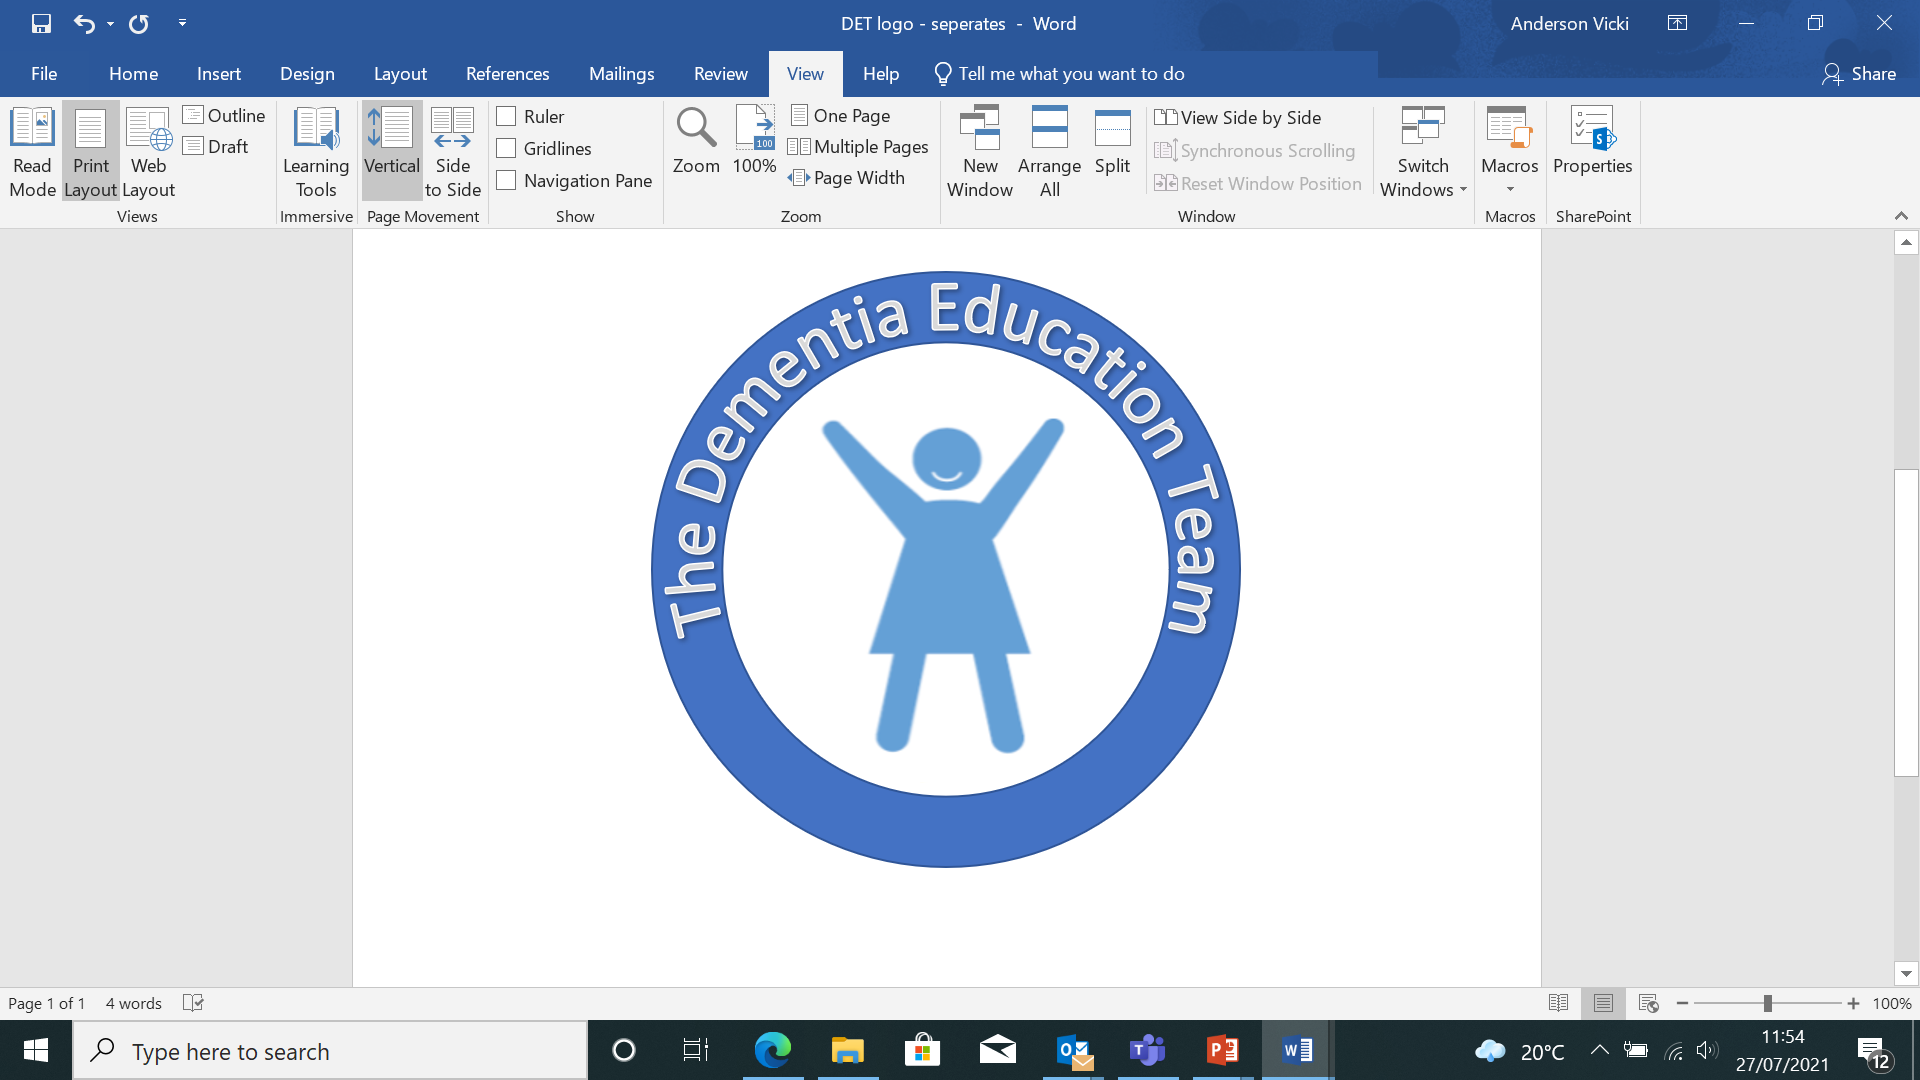 DET logo - seperates - Word
Anderson Vicki
File Home Insert Design Layout References Mailings Review View Help Tell me what you want to do Share
Read Mode
Print Layout
Web Layout
Outline
Draft
Views
Learning Tools
Immersive
Vertical
Side to Side
Page Movement
Ruler
Gridlines
Navigation Pane
Show
Zoom
100
100%
One Page
Multiple Pages
Page Width
Zoom
New Window
Arrange All
Split
View Side by Side
Synchronous Scrolling
Reset Window Position
Window
Switch Windows
Macros
Macros
S
Properties
SharePoint
The Dementia Education Team
Page 1 of 1 4 words
100%
Type here to search
20°C
11:54
27/07/2021
12